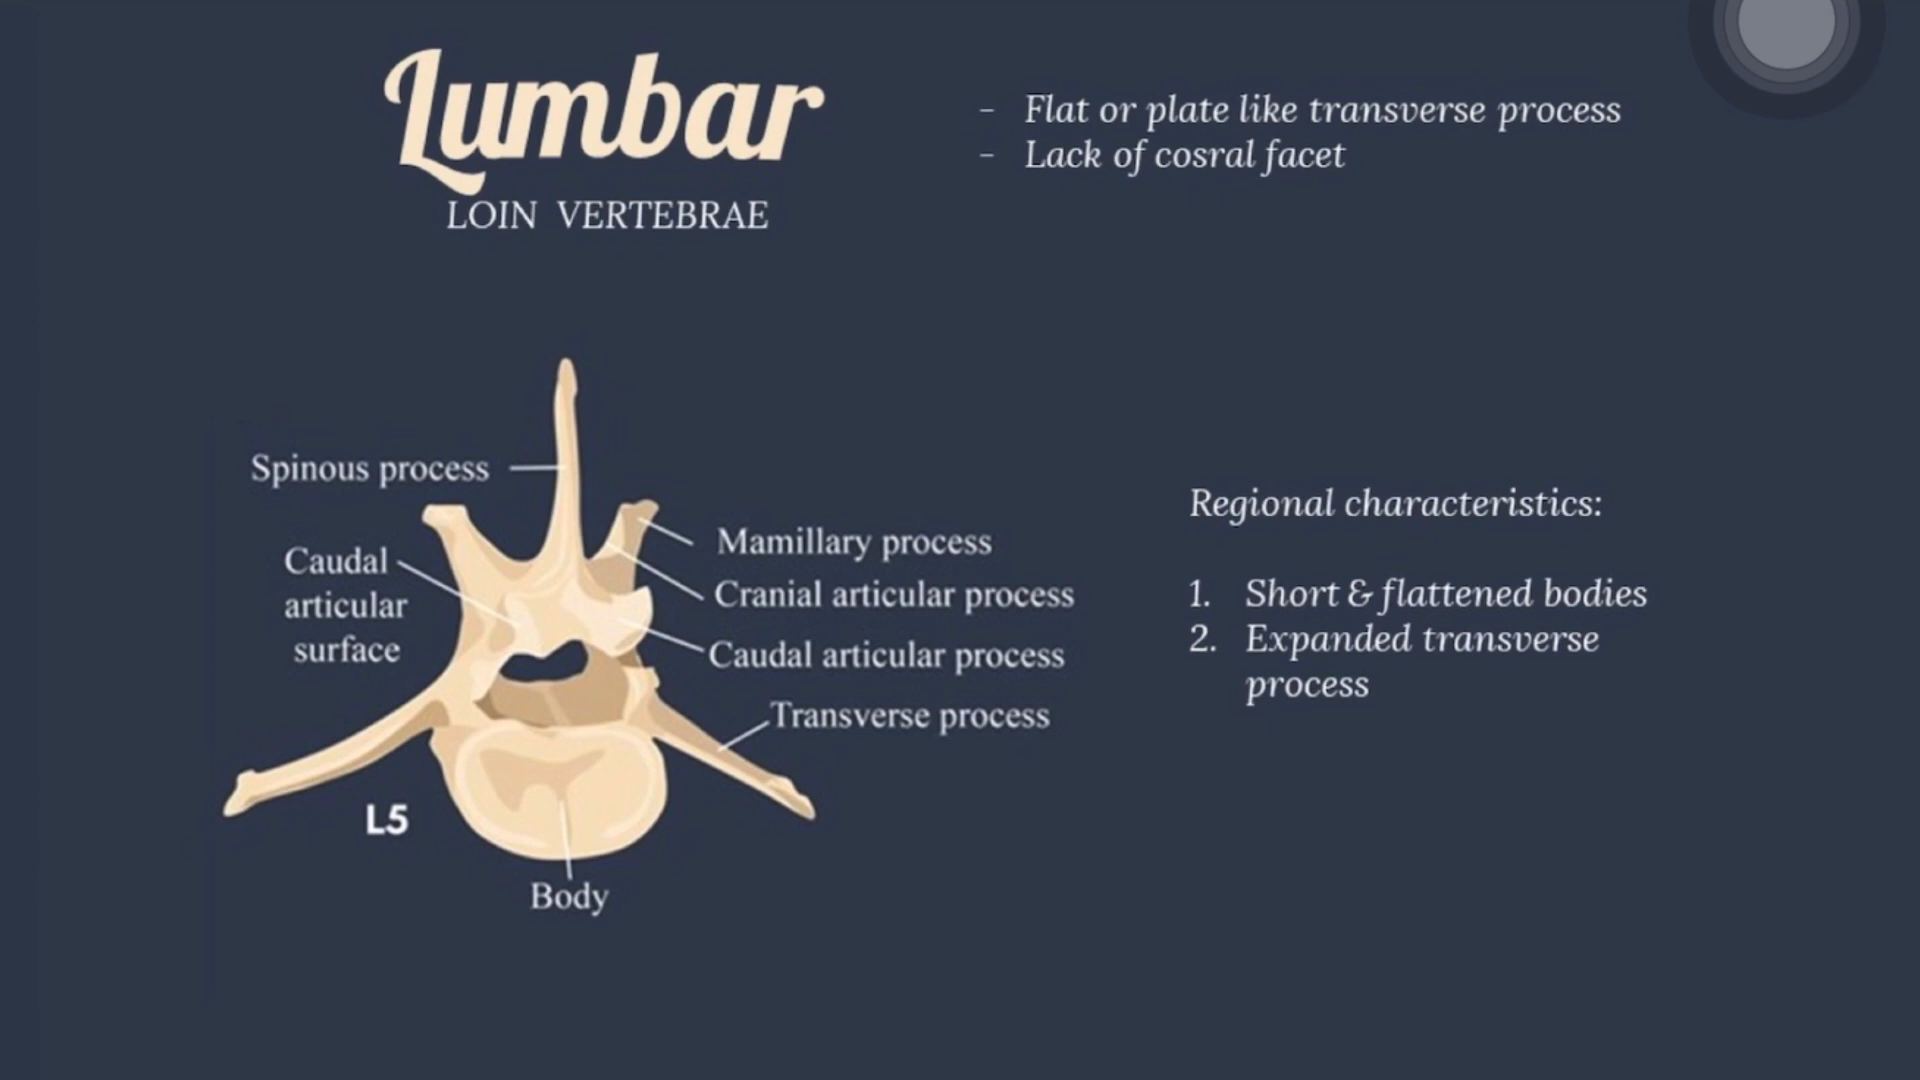 Lumbar
LOIN VERTEBRAE
- Flat or plate like transverse process
- Lack of cosral facet
Spinous process
Caudal
articular
surface
Mamillary process
Cranial articular process
Caudal articular process
Transverse process
L5
Body
Regional characteristics:
1. Short & flattened bodies
2. Expanded transverse
process